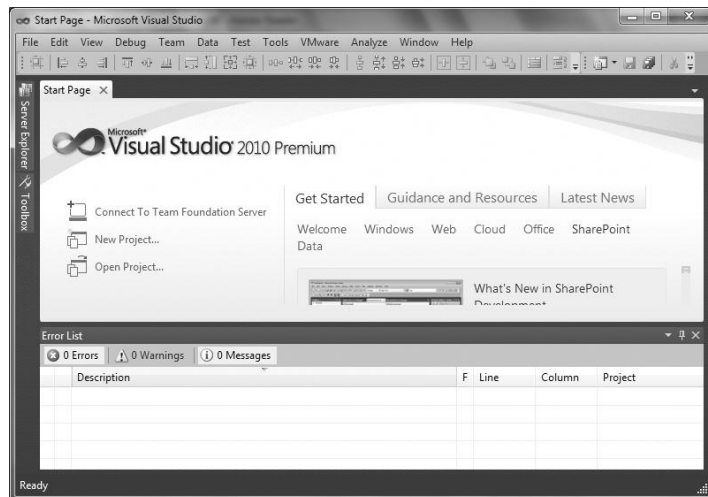 Start Page - Microsoft Visual Studio
File Edit View Debug Team Data Test Tools VMware Analyze Window Help
Server Explorer
Toolbox
Start Page
Microsoft®
Visual Studio® 2010 Premium
Connect To Team Foundation Server
New Project...
Open Project...
Get Started Guidance and Resources Latest News
Welcome Windows Web Cloud Office SharePoint
Data
What's New in SharePoint
Development
Error List
0 Errors 0 Warnings 0 Messages
Description F Line Column Project
Ready